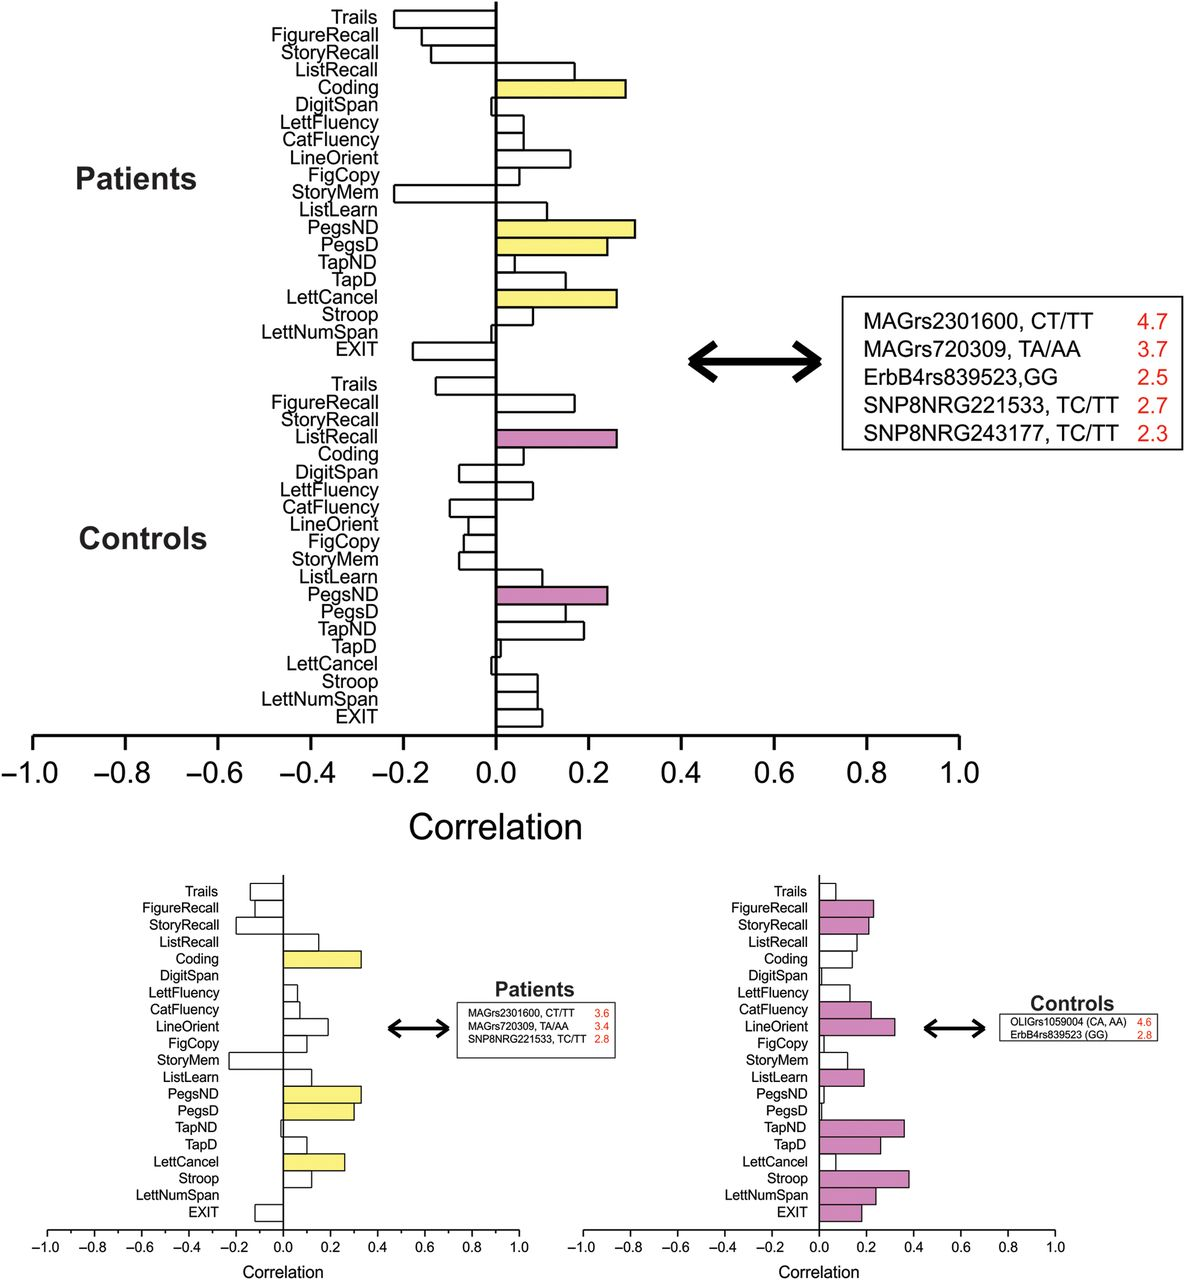 Trails
FigureRecall
StoryRecall
ListRecall
Coding
DigitSpan
LettFluency
CatFluency
LineOrient
FigCopy
StoryMem
ListLearn
PegsND
PegsD
TapND
TapD
LettCancel
Stroop
LettNumSpan
EXIT
Patients
Trails
FigureRecall
StoryRecall
ListRecall
Coding
DigitSpan
LettFluency
CatFluency
LineOrient
FigCopy
StoryMem
ListLearn
PegsND
PegsD
TapND
TapD
LettCancel
Stroop
LettNumSpan
EXIT
Controls
MAGrs2301600, CT/TT 4.7
MAGrs720309, TA/AA 3.7
ErbB4rs839523,GG 2.5
SNP8NRG221533, TC/TT 2.7
SNP8NRG243177, TC/TT 2.3
−1.0 −0.8 −0.6 −0.4 −0.2 0.0 0.2 0.4 0.6 0.8 1.0
Correlation
Trails
FigureRecall
StoryRecall
ListRecall
Coding
DigitSpan
LettFluency
CatFluency
LineOrient
FigCopy
StoryMem
ListLearn
PegsND
PegsD
TapND
TapD
LettCancel
Stroop
LettNumSpan
EXIT
Patients
MAGrs2301600, CT/TT 3.6
MAGrs720309, TA/AA 3.4
SNP8NRG221533, TC/TT 2.8
−1.0 −0.8 −0.6 −0.4 −0.2 0.0 0.2 0.4 0.6 0.8 1.0
Correlation
Trails
FigureRecall
StoryRecall
ListRecall
Coding
DigitSpan
LettFluency
CatFluency
LineOrient
FigCopy
StoryMem
ListLearn
PegsND
PegsD
TapND
TapD
LettCancel
Stroop
LettNumSpan
EXIT
Controls
OLIGrs1059004 (CA, AA) 4.6
ErbB4rs839523 (GG) 2.8
−1.0 −0.8 −0.6 −0.4 −0.2 0.0 0.2 0.4 0.6 0.8 1.0
Correlation